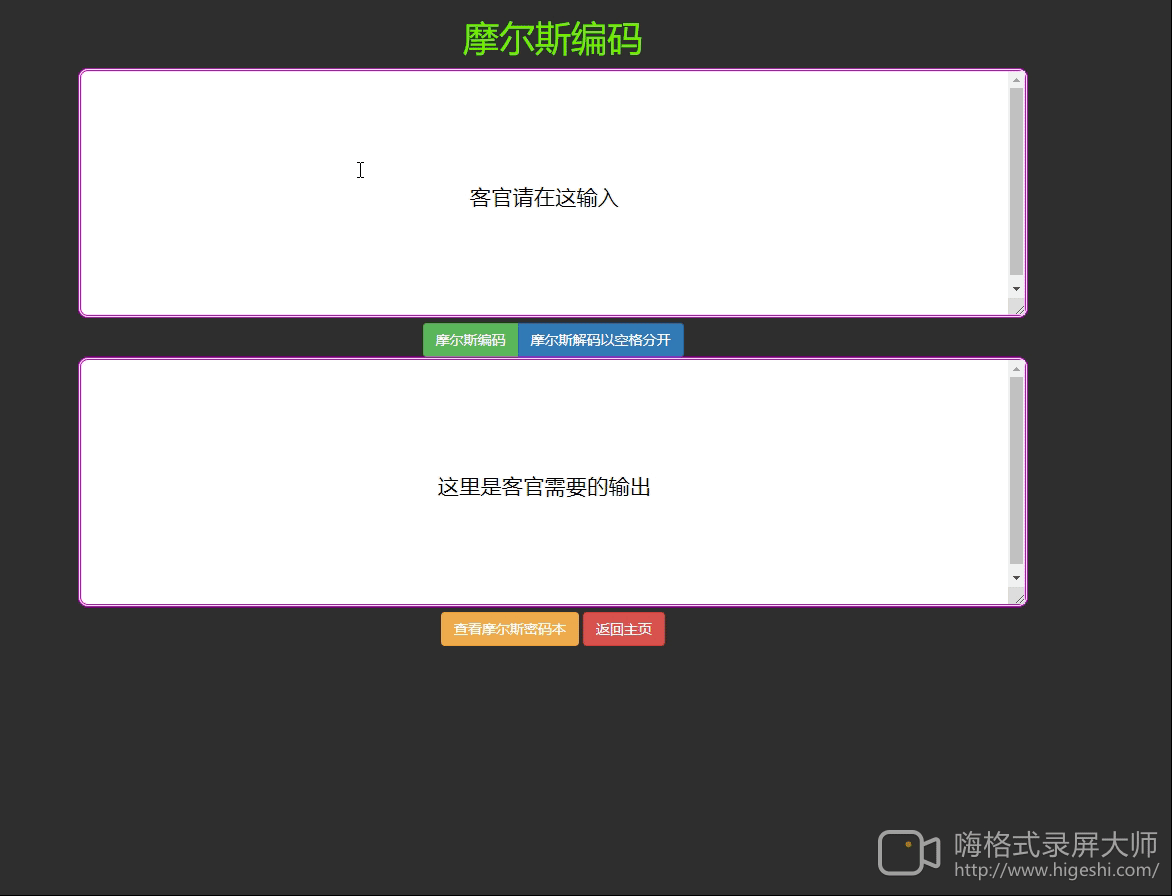 摩尔斯编码
客官请在这输入
摩尔斯编码 摩尔斯解码以空格分开
这里是客官需要的输出
查看摩尔斯密码本 返回主页
嗨格式录屏大师
http://www.higeshi.com/